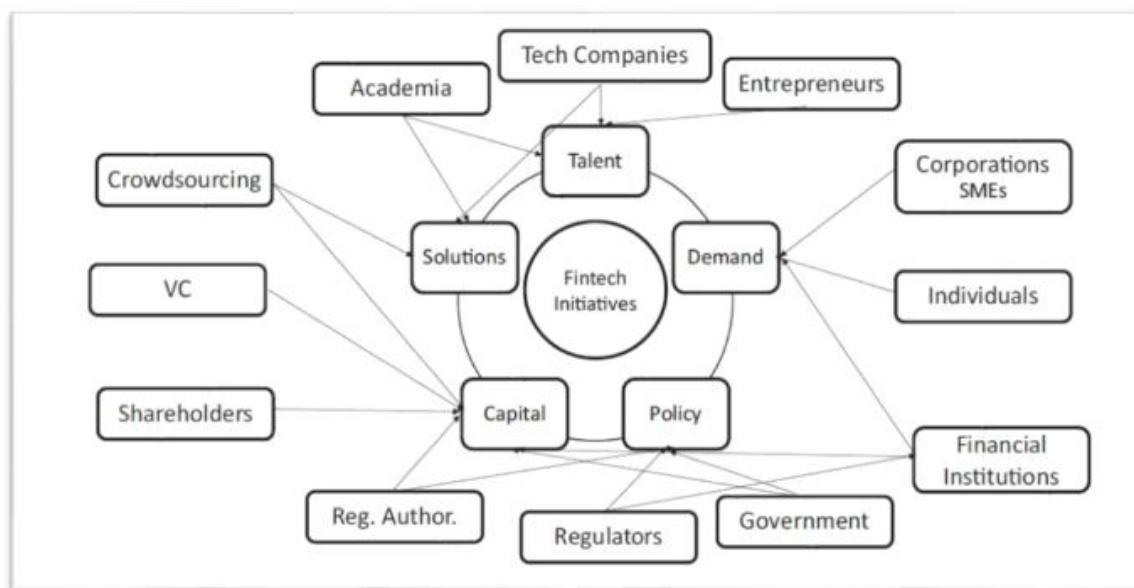 Tech Companies
Academia
Entrepreneurs
Talent
Crowdsourcing
Corporations
SMEs
Solutions
Demand
Fintech
Initiatives
VC
Individuals
Shareholders
Capital
Policy
Financial
Institutions
Reg. Author.
Regulators
Government